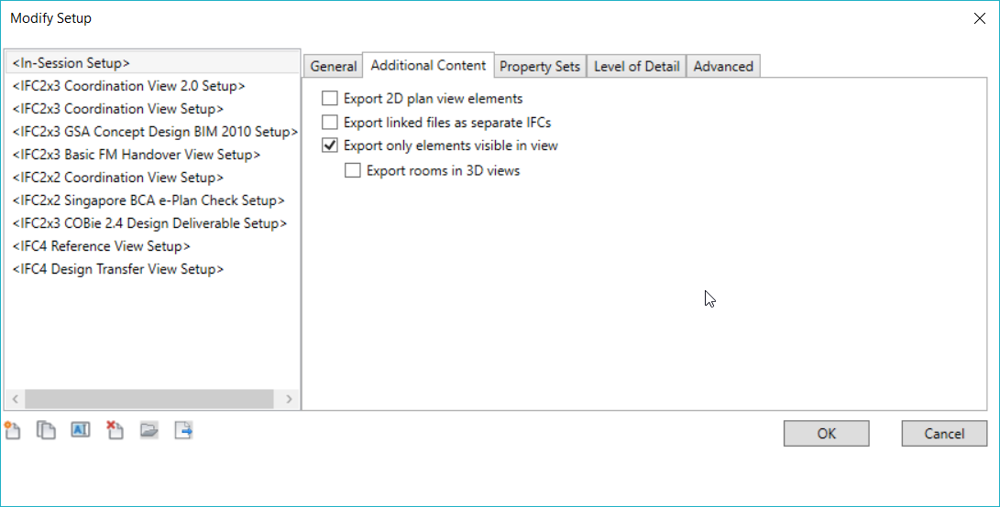 Modify Setup
<In-Session Setup>
<IFC2x3 Coordination View 2.0 Setup>
<IFC2x3 Coordination View Setup>
<IFC2x3 GSA Concept Design BIM 2010 Setup>
<IFC2x3 Basic FM Handover View Setup>
<IFC2x2 Coordination View Setup>
<IFC2x2 Singapore BCA e-Plan Check Setup>
<IFC2x3 COBie 2.4 Design Deliverable Setup>
<IFC4 Reference View Setup>
<IFC4 Design Transfer View Setup>
General Additional Content Property Sets Level of Detail Advanced
Export 2D plan view elements
Export linked files as separate IFCs
Export only elements visible in view
Export rooms in 3D views
AI
OK Cancel